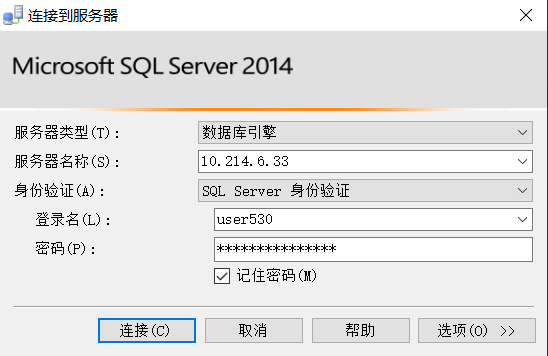 连接到服务器
Microsoft SQL Server 2014
服务器类型(T):
数据库引擎
服务器名称(S):
10.214.6.33
身份验证(A):
SQL Server 身份验证
登录名(L):
user530
密码(P):
***************
记住密码(M)
连接(C)
取消
帮助
选项(O) >>